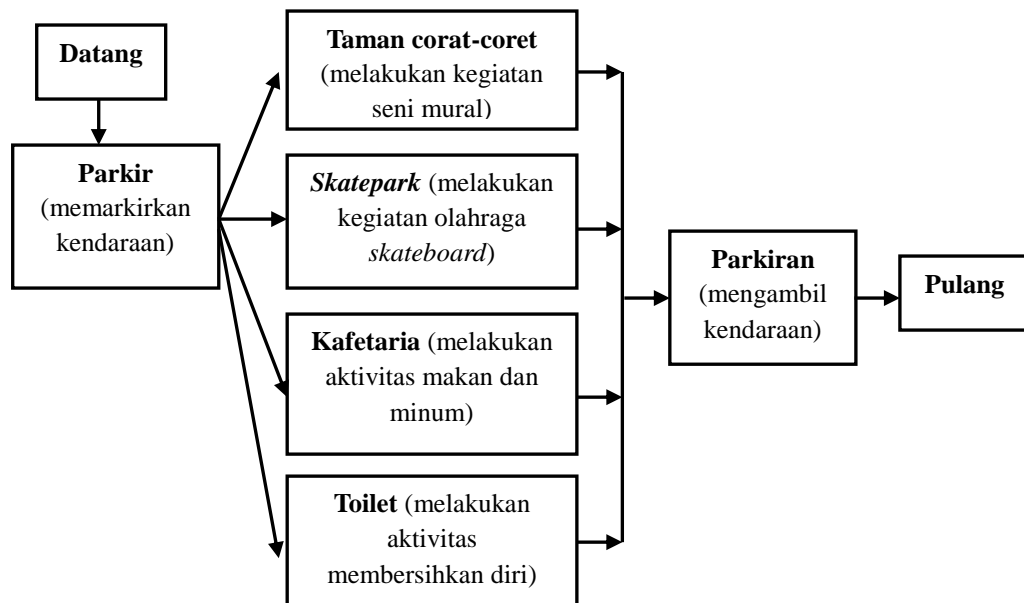 Datang
Parkir
(memarkirkan
kendaraan)
Taman corat-coret
(melakukan kegiatan
seni mural)
Skatepark (melakukan
kegiatan olahraga
skateboard)
Kafetaria (melakukan
aktivitas makan dan
minum)
Toilet (melakukan
aktivitas
membersihkan diri)
Parkiran
(mengambil
kendaraan)
Pulang